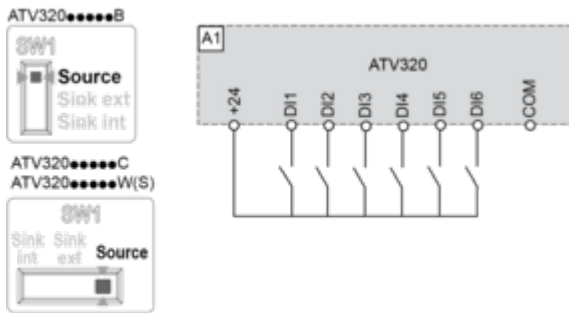 ATV320●●●●●B
SW1
Source
Sink ext
Sink int
A1
ATV320
+24
DI1
DI2
DI3
DI4
DI5
DI6
COM
ATV320●●●●●C
ATV320●●●●●W(S)
SW1
Sink int
Sink ext
Source